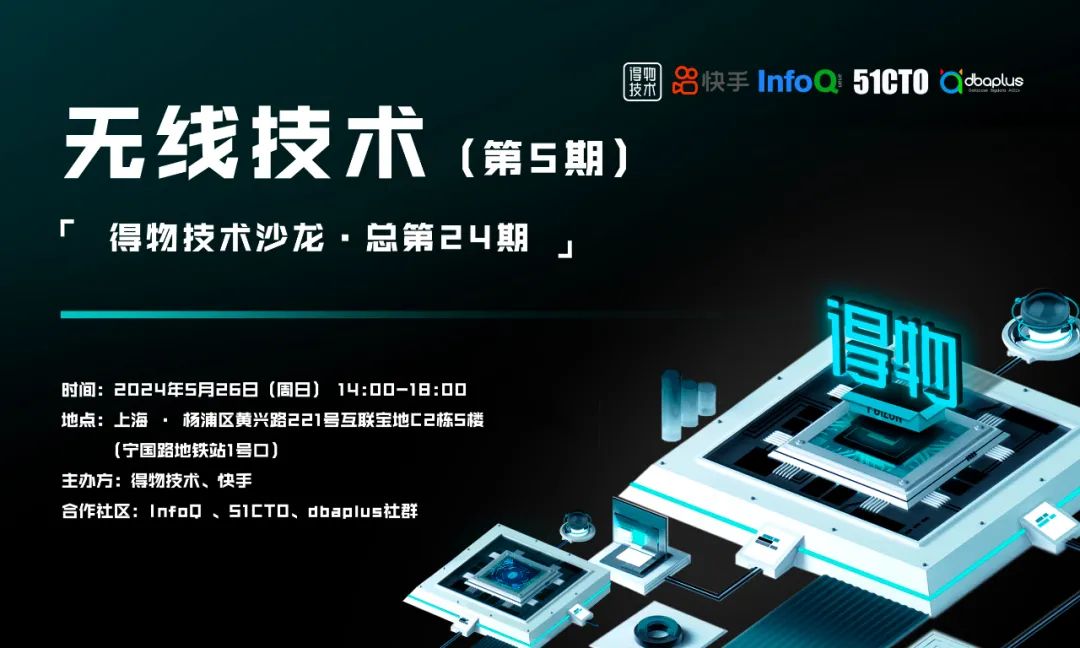 得物
技术
快手
InfoQ
51CTO
dbaplus
无线技术（第5期）
「 得物技术沙龙·总第24期 」
时间：2024年5月26日（周日） 14:00-18:00
地点：上海 · 杨浦区黄兴路221号互联宝地C2栋5楼
（宁国路地铁站1号口）
主办方：得物技术、快手
合作社区：InfoQ 、51CTO、dbaplus社群
得物